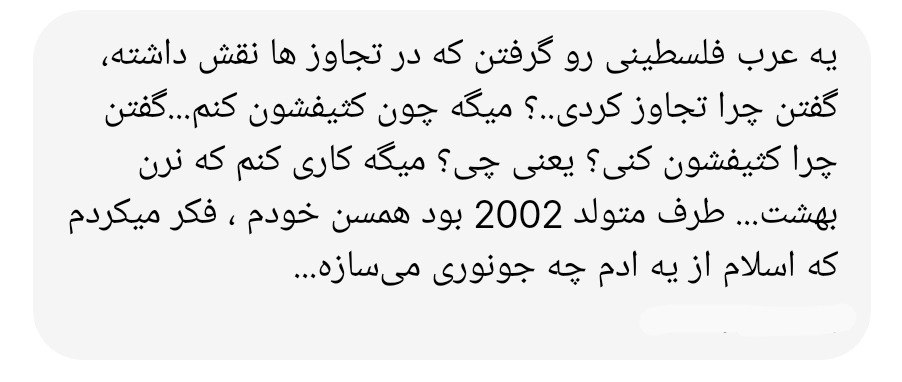 یه عرب فلسطینی رو گرفتن که در تجاوز ها نقش داشته،
گفتن چرا تجاوز کردی..؟ میگه چون کثیفشون کنم...گفتن
چرا کثیفشون کنی؟ یعنی چی؟ میگه کاری کنم که نرن
بهشت... طرف متولد 2002 بود همسن خودم ، فکر میکردم
که اسلام از یه ادم چه جونوری می‌سازه...